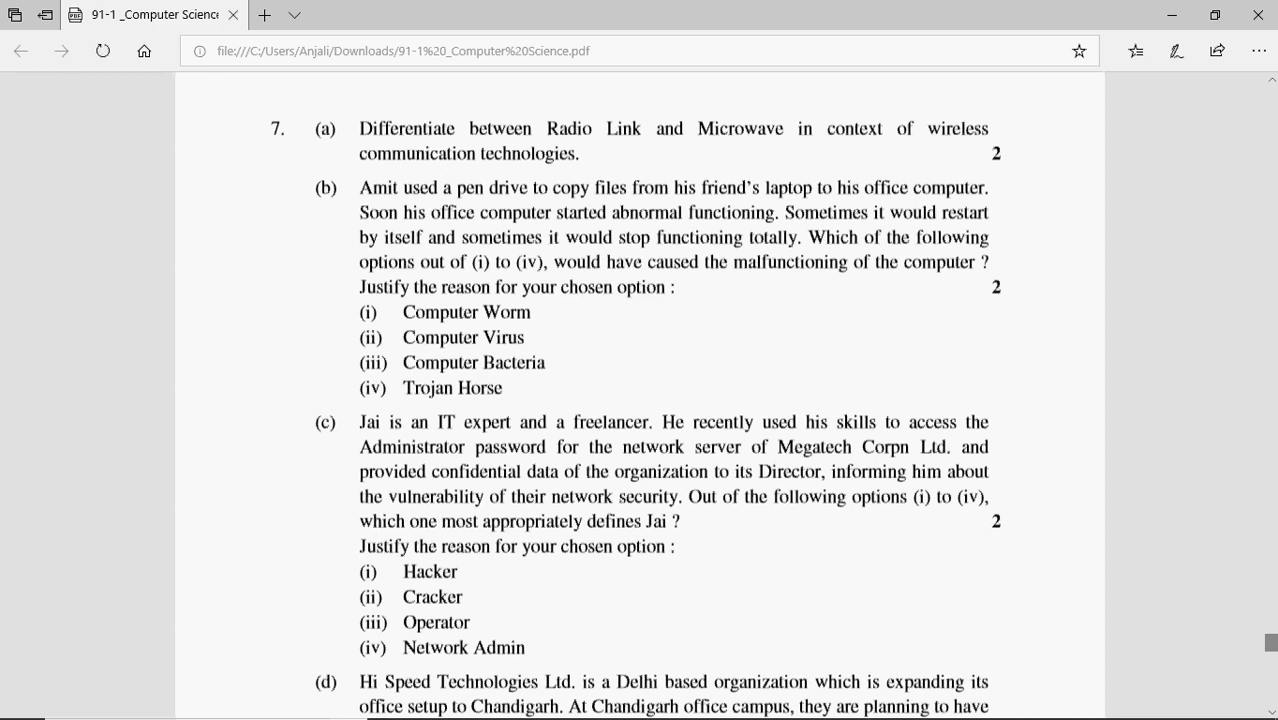 91-1 _Computer Science
file:///C:/Users/Anjali/Downloads/91-1%20_Computer%20Science.pdf
7. (a) Differentiate between Radio Link and Microwave in context of wireless
communication technologies. 2
(b) Amit used a pen drive to copy files from his friend's laptop to his office computer.
Soon his office computer started abnormal functioning. Sometimes it would restart
by itself and sometimes it would stop functioning totally. Which of the following
options out of (i) to (iv), would have caused the malfunctioning of the computer ?
Justify the reason for your chosen option : 2
(i) Computer Worm
(ii) Computer Virus
(iii) Computer Bacteria
(iv) Trojan Horse
(c) Jai is an IT expert and a freelancer. He recently used his skills to access the
Administrator password for the network server of Megatech Corpn Ltd. and
provided confidential data of the organization to its Director, informing him about
the vulnerability of their network security. Out of the following options (i) to (iv),
which one most appropriately defines Jai ? 2
Justify the reason for your chosen option :
(i) Hacker
(ii) Cracker
(iii) Operator
(iv) Network Admin
(d) Hi Speed Technologies Ltd. is a Delhi based organization which is expanding its
office setup to Chandigarh. At Chandigarh office campus, they are planning to have